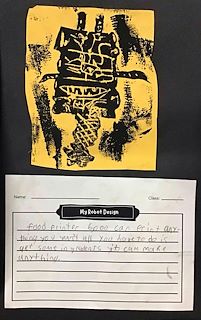 Name:
Class:
My Robot Design
Food printer 6000 can print any-
thing you want all you have to do is
get some ingredients it can make
anything.